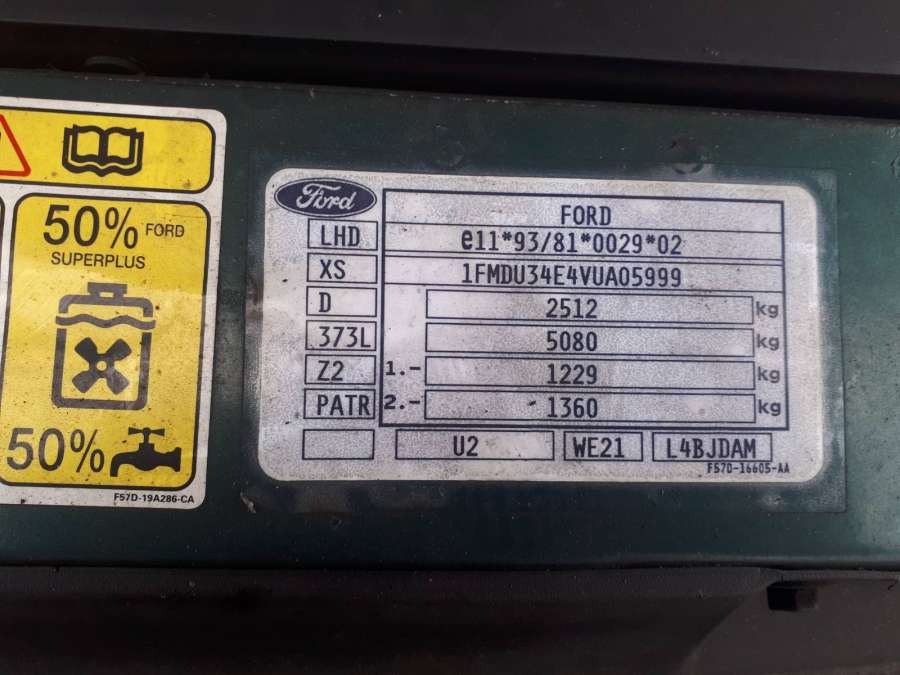 50% FORD
SUPERPLUS
50%
F57D-19A286-CA
Ford
FORD
LHD
e11*93/81*0029*02
XS
1FMDU34E4VUA05999
D
2512 kg
373L
5080 kg
Z2
1.- 1229 kg
PATR
2.- 1360 kg
U2 WE21 L4BJDAM
F57D-16605-AA